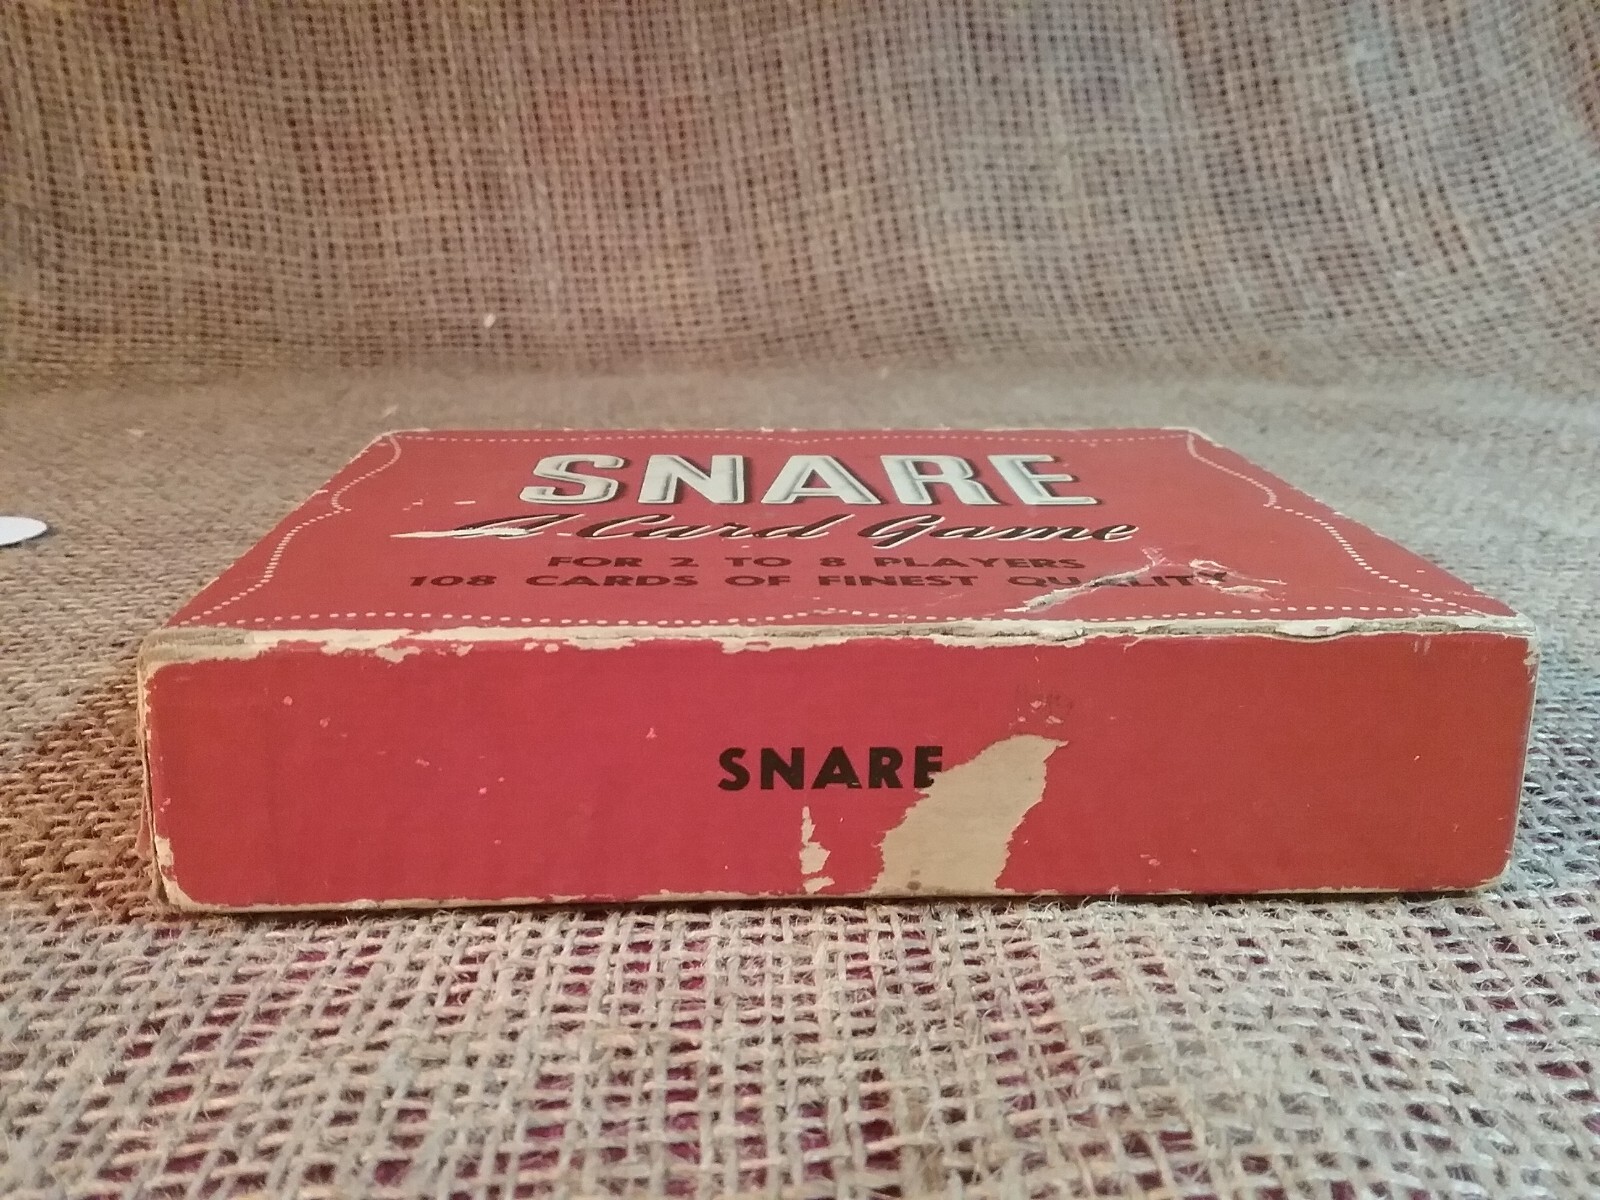 SNARE
A Card Game
FOR 2 TO 8 PLAYERS
108 CARDS OF FINEST QUALITY
SNARE